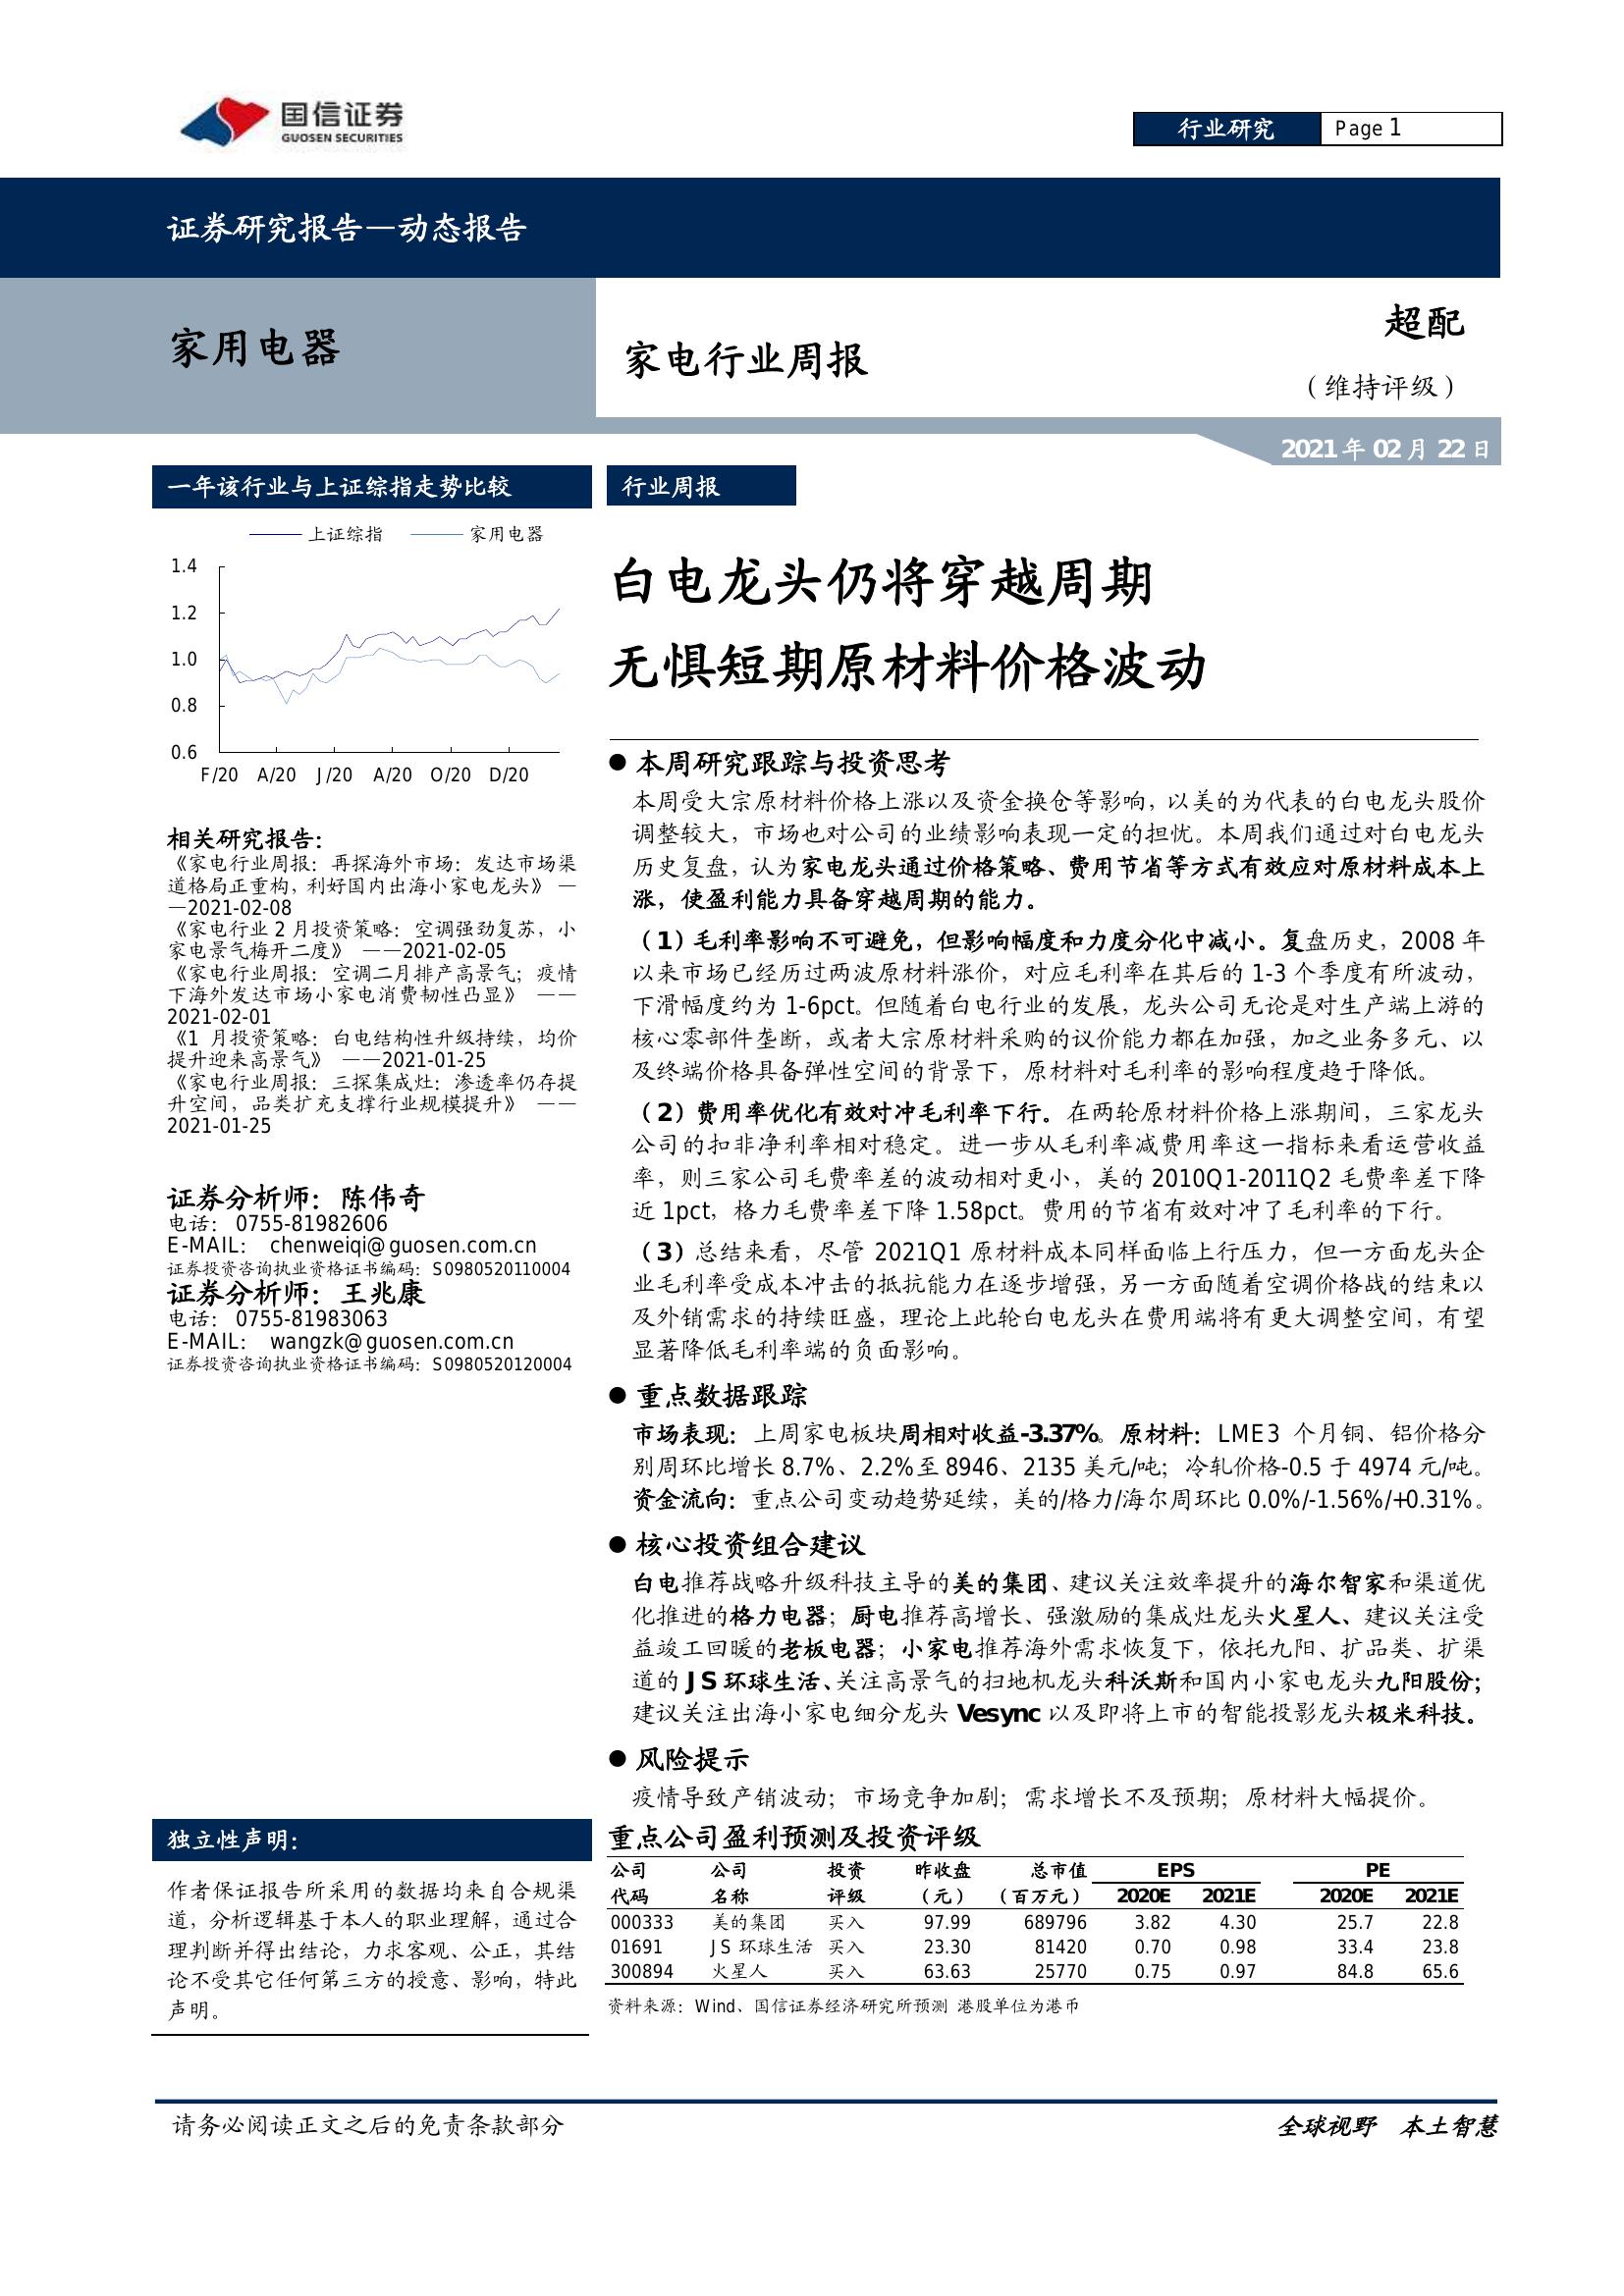 国信证券
GUOSEN SECURITIES
行业研究 Page 1
证券研究报告—动态报告
家用电器
家电行业周报
超配
（维持评级）
2021 年 02 月 22 日
一年该行业与上证综指走势比较
上证综指 家用电器
1.4
1.2
1.0
0.8
0.6
F/20 A/20 J/20 A/20 O/20 D/20
相关研究报告：
《家电行业周报：再探海外市场：发达市场渠
道格局正重构，利好国内出海小家电龙头》 —
—2021-02-08
《家电行业 2 月投资策略：空调强劲复苏，小
家电景气梅开二度》 ——2021-02-05
《家电行业周报：空调二月排产高景气；疫情
下海外发达市场小家电消费韧性凸显》 ——
2021-02-01
《1 月投资策略：白电结构性升级持续，均价
提升迎来高景气》 ——2021-01-25
《家电行业周报：三探集成灶：渗透率仍存提
升空间，品类扩充支撑行业规模提升》 ——
2021-01-25
证券分析师：陈伟奇
电话： 0755-81982606
E-MAIL： chenweiqi@guosen.com.cn
证券投资咨询执业资格证书编码：S0980520110004
证券分析师：王兆康
电话： 0755-81983063
E-MAIL： wangzk@guosen.com.cn
证券投资咨询执业资格证书编码：S0980520120004
独立性声明：
作者保证报告所采用的数据均来自合规渠
道，分析逻辑基于本人的职业理解，通过合
理判断并得出结论，力求客观、公正，其结
论不受其它任何第三方的授意、影响，特此
声明。
行业周报
白电龙头仍将穿越周期
无惧短期原材料价格波动
● 本周研究跟踪与投资思考
本周受大宗原材料价格上涨以及资金换仓等影响，以美的为代表的白电龙头股价
调整较大，市场也对公司的业绩影响表现一定的担忧。本周我们通过对白电龙头
历史复盘，认为家电龙头通过价格策略、费用节省等方式有效应对原材料成本上
涨，使盈利能力具备穿越周期的能力。
（1）毛利率影响不可避免，但影响幅度和力度分化中减小。复盘历史，2008 年
以来市场已经历过两波原材料涨价，对应毛利率在其后的 1-3 个季度有所波动，
下滑幅度约为 1-6pct。但随着白电行业的发展，龙头公司无论是对生产端上游的
核心零部件垄断，或者大宗原材料采购的议价能力都在加强，加之业务多元、以
及终端价格具备弹性空间的背景下，原材料对毛利率的影响程度趋于降低。
（2）费用率优化有效对冲毛利率下行。在两轮原材料价格上涨期间，三家龙头
公司的扣非净利率相对稳定。进一步从毛利率减费用率这一指标来看运营收益
率，则三家公司毛费率差的波动相对更小，美的 2010Q1-2011Q2 毛费率差下降
近 1pct，格力毛费率差下降 1.58pct。费用的节省有效对冲了毛利率的下行。
（3）总结来看，尽管 2021Q1 原材料成本同样面临上行压力，但一方面龙头企
业毛利率受成本冲击的抵抗能力在逐步增强，另一方面随着空调价格战的结束以
及外销需求的持续旺盛，理论上此轮白电龙头在费用端将有更大调整空间，有望
显著降低毛利率端的负面影响。
● 重点数据跟踪
市场表现：上周家电板块周相对收益-3.37%。原材料：LME3 个月铜、铝价格分
别周环比增长 8.7%、2.2%至 8946、2135 美元/吨；冷轧价格-0.5 于 4974 元/吨。
资金流向：重点公司变动趋势延续，美的/格力/海尔周环比 0.0%/-1.56%/+0.31%。
● 核心投资组合建议
白电推荐战略升级科技主导的美的集团、建议关注效率提升的海尔智家和渠道优
化推进的格力电器；厨电推荐高增长、强激励的集成灶龙头火星人、建议关注受
益竣工回暖的老板电器；小家电推荐海外需求恢复下，依托九阳、扩品类、扩渠
道的 JS 环球生活、关注高景气的扫地机龙头科沃斯和国内小家电龙头九阳股份；
建议关注出海小家电细分龙头 Vesync 以及即将上市的智能投影龙头极米科技。
● 风险提示
疫情导致产销波动；市场竞争加剧；需求增长不及预期；原材料大幅提价。
重点公司盈利预测及投资评级
公司 公司 投资 昨收盘 总市值 EPS PE
代码 名称 评级 （元） （百万元） 2020E 2021E 2020E 2021E
000333 美的集团 买入 97.99 689796 3.82 4.30 25.7 22.8
01691 JS 环球生活 买入 23.30 81420 0.70 0.98 33.4 23.8
300894 火星人 买入 63.63 25770 0.75 0.97 84.8 65.6
资料来源：Wind、国信证券经济研究所预测 港股单位为港币
请务必阅读正文之后的免责条款部分
全球视野 本土智慧